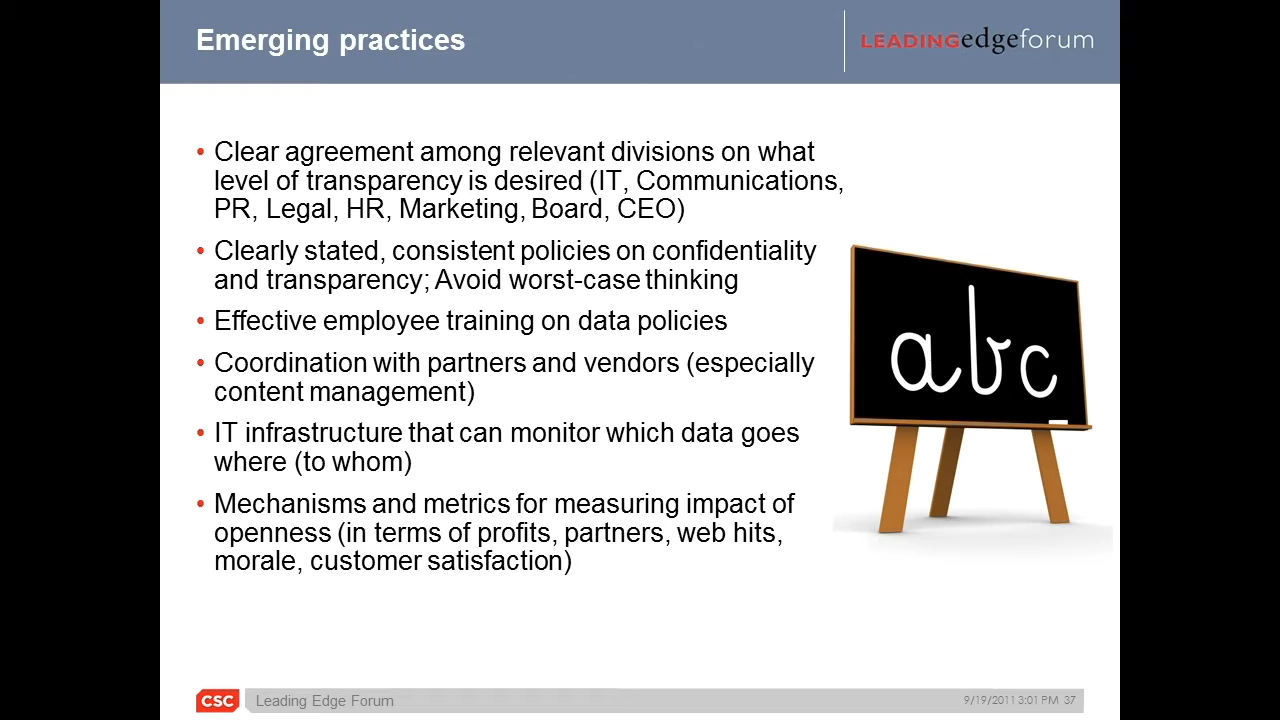 Emerging practices
LEADINGedgeforum
• Clear agreement among relevant divisions on what
level of transparency is desired (IT, Communications,
PR, Legal, HR, Marketing, Board, CEO)
• Clearly stated, consistent policies on confidentiality
and transparency; Avoid worst-case thinking
• Effective employee training on data policies
• Coordination with partners and vendors (especially
content management)
• IT infrastructure that can monitor which data goes
where (to whom)
• Mechanisms and metrics for measuring impact of
openness (in terms of profits, partners, web hits,
morale, customer satisfaction)
abc
CSC Leading Edge Forum
9/19/2011 3:01 PM 37